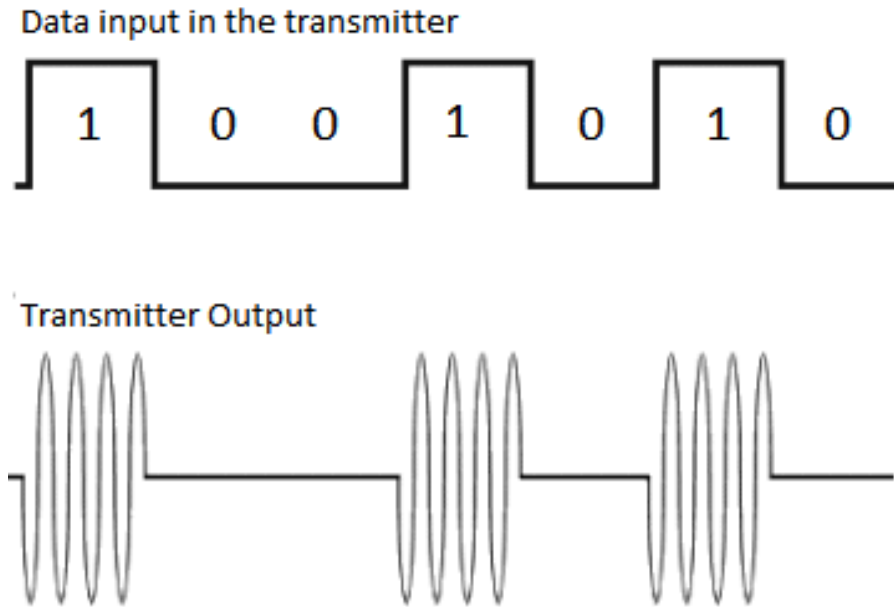 Data input in the transmitter
1 0 0 1 0 1 0
Transmitter Output